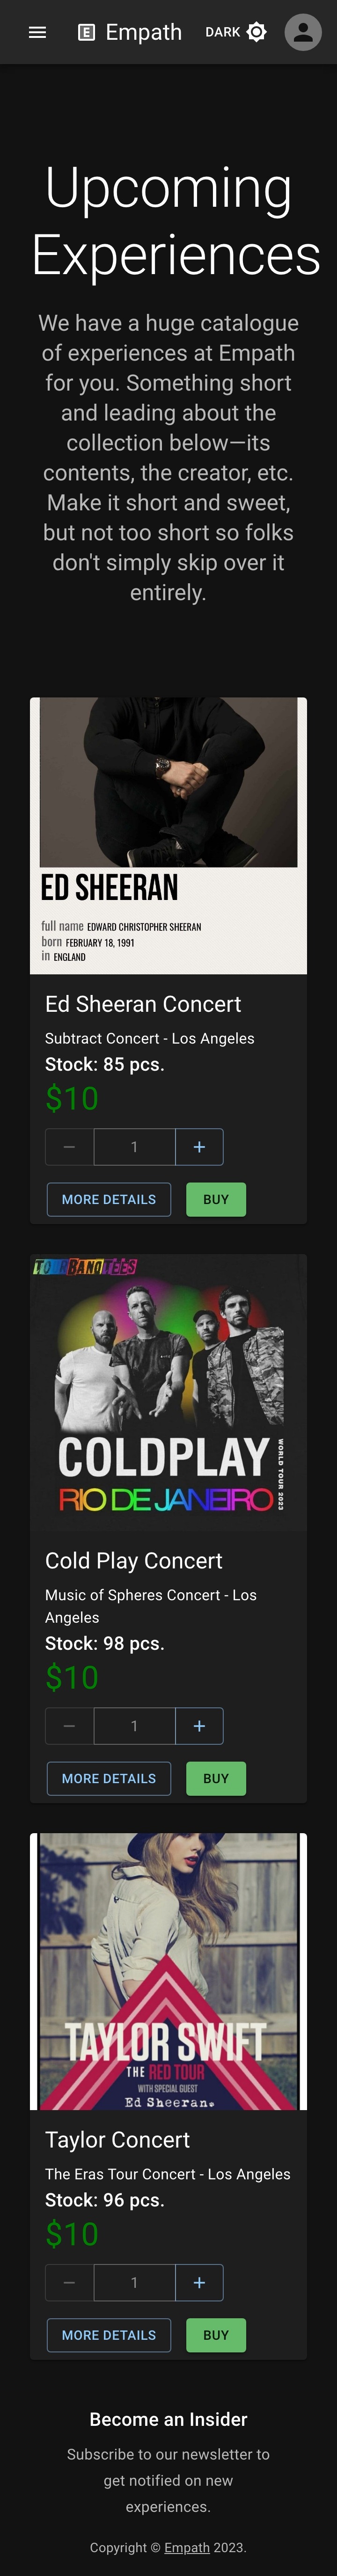 E Empath DARK
Upcoming
Experiences
We have a huge catalogue
of experiences at Empath
for you. Something short
and leading about the
collection below—its
contents, the creator, etc.
Make it short and sweet,
but not too short so folks
don't simply skip over it
entirely.
ED SHEERAN
full name EDWARD CHRISTOPHER SHEERAN
born FEBRUARY 18, 1991
in ENGLAND
Ed Sheeran Concert
Subtract Concert - Los Angeles
Stock: 85 pcs.
$10
− 1 +
MORE DETAILS BUY
TOURBANDTEES
COLDPLAY
RIO DE JANEIRO
WORLD TOUR 2023
Cold Play Concert
Music of Spheres Concert - Los
Angeles
Stock: 98 pcs.
$10
− 1 +
MORE DETAILS BUY
TAYLOR SWIFT
THE RED TOUR
WITH SPECIAL GUEST
Ed Sheeran.
Taylor Concert
The Eras Tour Concert - Los Angeles
Stock: 96 pcs.
$10
− 1 +
MORE DETAILS BUY
Become an Insider
Subscribe to our newsletter to
get notified on new
experiences.
Copyright © Empath 2023.